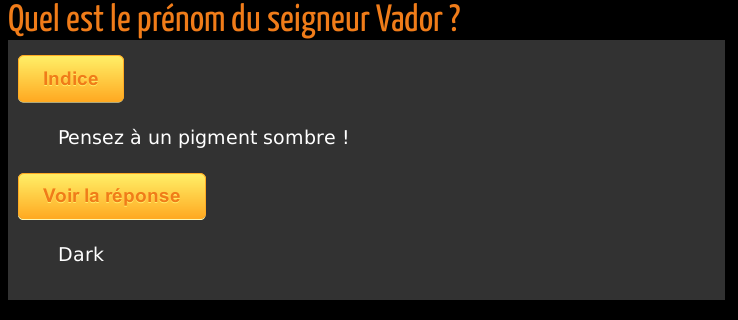 Quel est le prénom du seigneur Vador ?
Indice
Pensez à un pigment sombre !
Voir la réponse
Dark